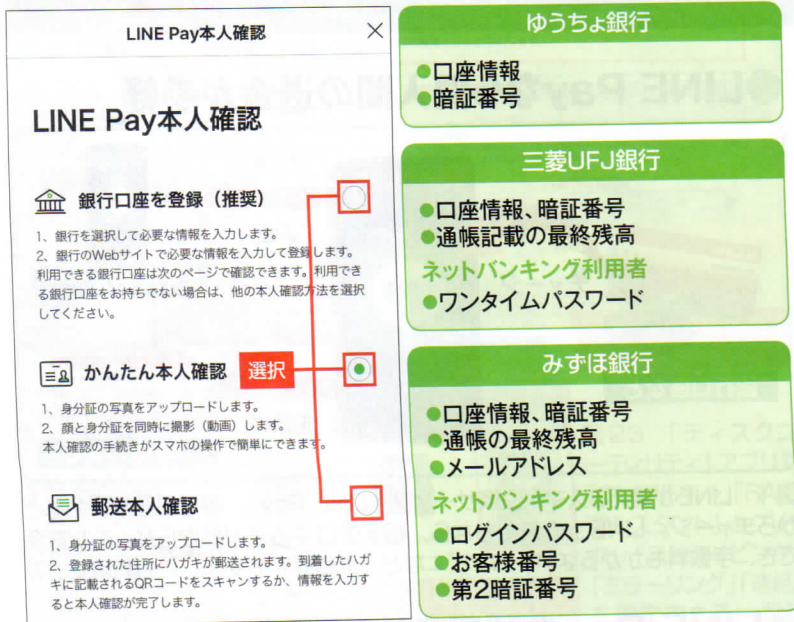 LINE Pay本人確認 ×
LINE Pay本人確認
銀行口座を登録（推奨）
1、銀行を選択して必要な情報を入力します。
2、銀行のWebサイトで必要な情報を入力して登録します。
利用できる銀行口座は次のページで確認できます。利用でき
る銀行口座をお持ちでない場合は、他の本人確認方法を選択
してください。
かんたん本人確認 選択
1、身分証の写真をアップロードします。
2、顔と身分証を同時に撮影（動画）します。
本人確認の手続きがスマホの操作で簡単にできます。
郵送本人確認
1、身分証の写真をアップロードします。
2、登録された住所にハガキが郵送されます。到着したハガ
キに記載されるQRコードをスキャンするか、情報を入力す
ると本人確認が完了します。
ゆうちょ銀行
●口座情報
●暗証番号
三菱UFJ銀行
●口座情報、暗証番号
●通帳記載の最終残高
ネットバンキング利用者
●ワンタイムパスワード
みずほ銀行
●口座情報、暗証番号
●通帳の最終残高
●メールアドレス
ネットバンキング利用者
●ログインパスワード
●お客様番号
●第2暗証番号